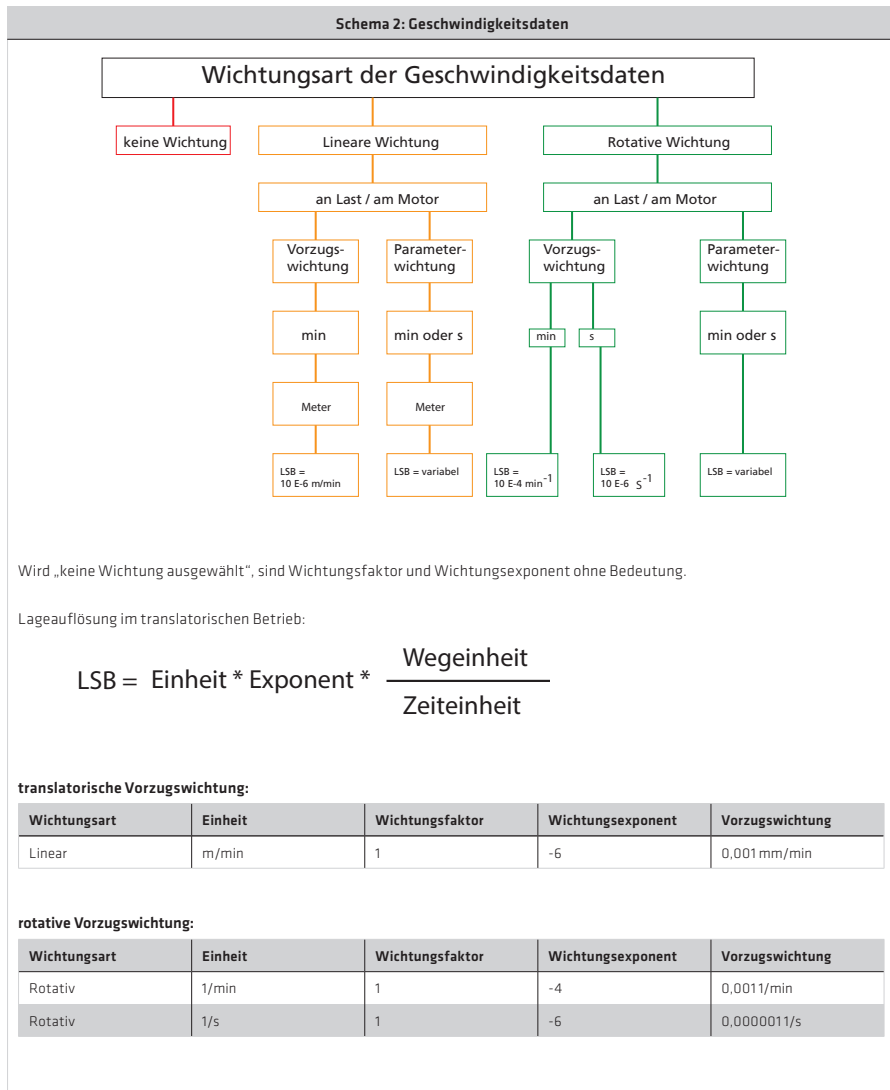 Schema 2: Geschwindigkeitsdaten
Wichtungsart der Geschwindigkeitsdaten
keine Wichtung
Lineare Wichtung
Rotative Wichtung
an Last / am Motor
an Last / am Motor
Vorzugs-
wichtung
Parameter-
wichtung
Vorzugs-
wichtung
Parameter-
wichtung
min
min oder s
min
s
min oder s
Meter
Meter
LSB =
10 E-6 m/min
LSB = variabel
LSB =
10 E-4 min⁻¹
LSB =
10 E-6 S⁻¹
LSB = variabel
Wird „keine Wichtung ausgewählt“, sind Wichtungsfaktor und Wichtungsexponent ohne Bedeutung.
Lageauflösung im translatorischen Betrieb:
LSB = Einheit * Exponent * Wegeinheit
Zeiteinheit
translatorische Vorzugswichtung:
Wichtungsart Einheit Wichtungsfaktor Wichtungsexponent Vorzugswichtung
Linear m/min 1 -6 0,001 mm/min
rotative Vorzugswichtung:
Wichtungsart Einheit Wichtungsfaktor Wichtungsexponent Vorzugswichtung
Rotativ 1/min 1 -4 0,0011/min
Rotativ 1/s 1 -6 0,0000011/s